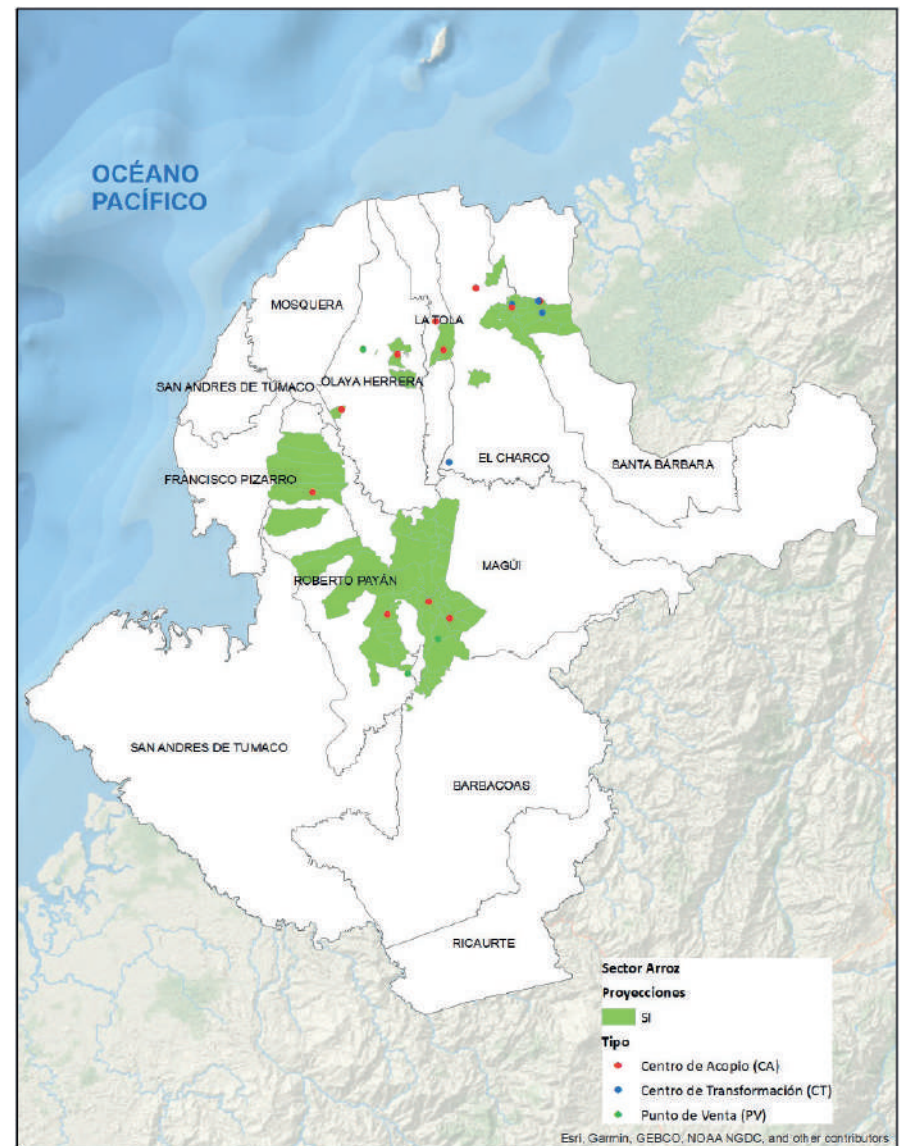 OCÉANO
PACÍFICO
MOSQUERA
LA TOLA
SAN ANDRES DE TUMACO
OLAYA HERRERA
EL CHARCO
SANTA BÁRBARA
FRANCISCO PIZARRO
MAGÜI
ROBERTO PAYÁN
SAN ANDRES DE TUMACO
BARBACOAS
RICAURTE
Sector Arroz
Proyecciones
SI
Tipo
Centro de Acopio (CA)
Centro de Transformación (CT)
Punto de Venta (PV)
Esri, Garmin, GEBCO, NOAA NGDC, and other contributors